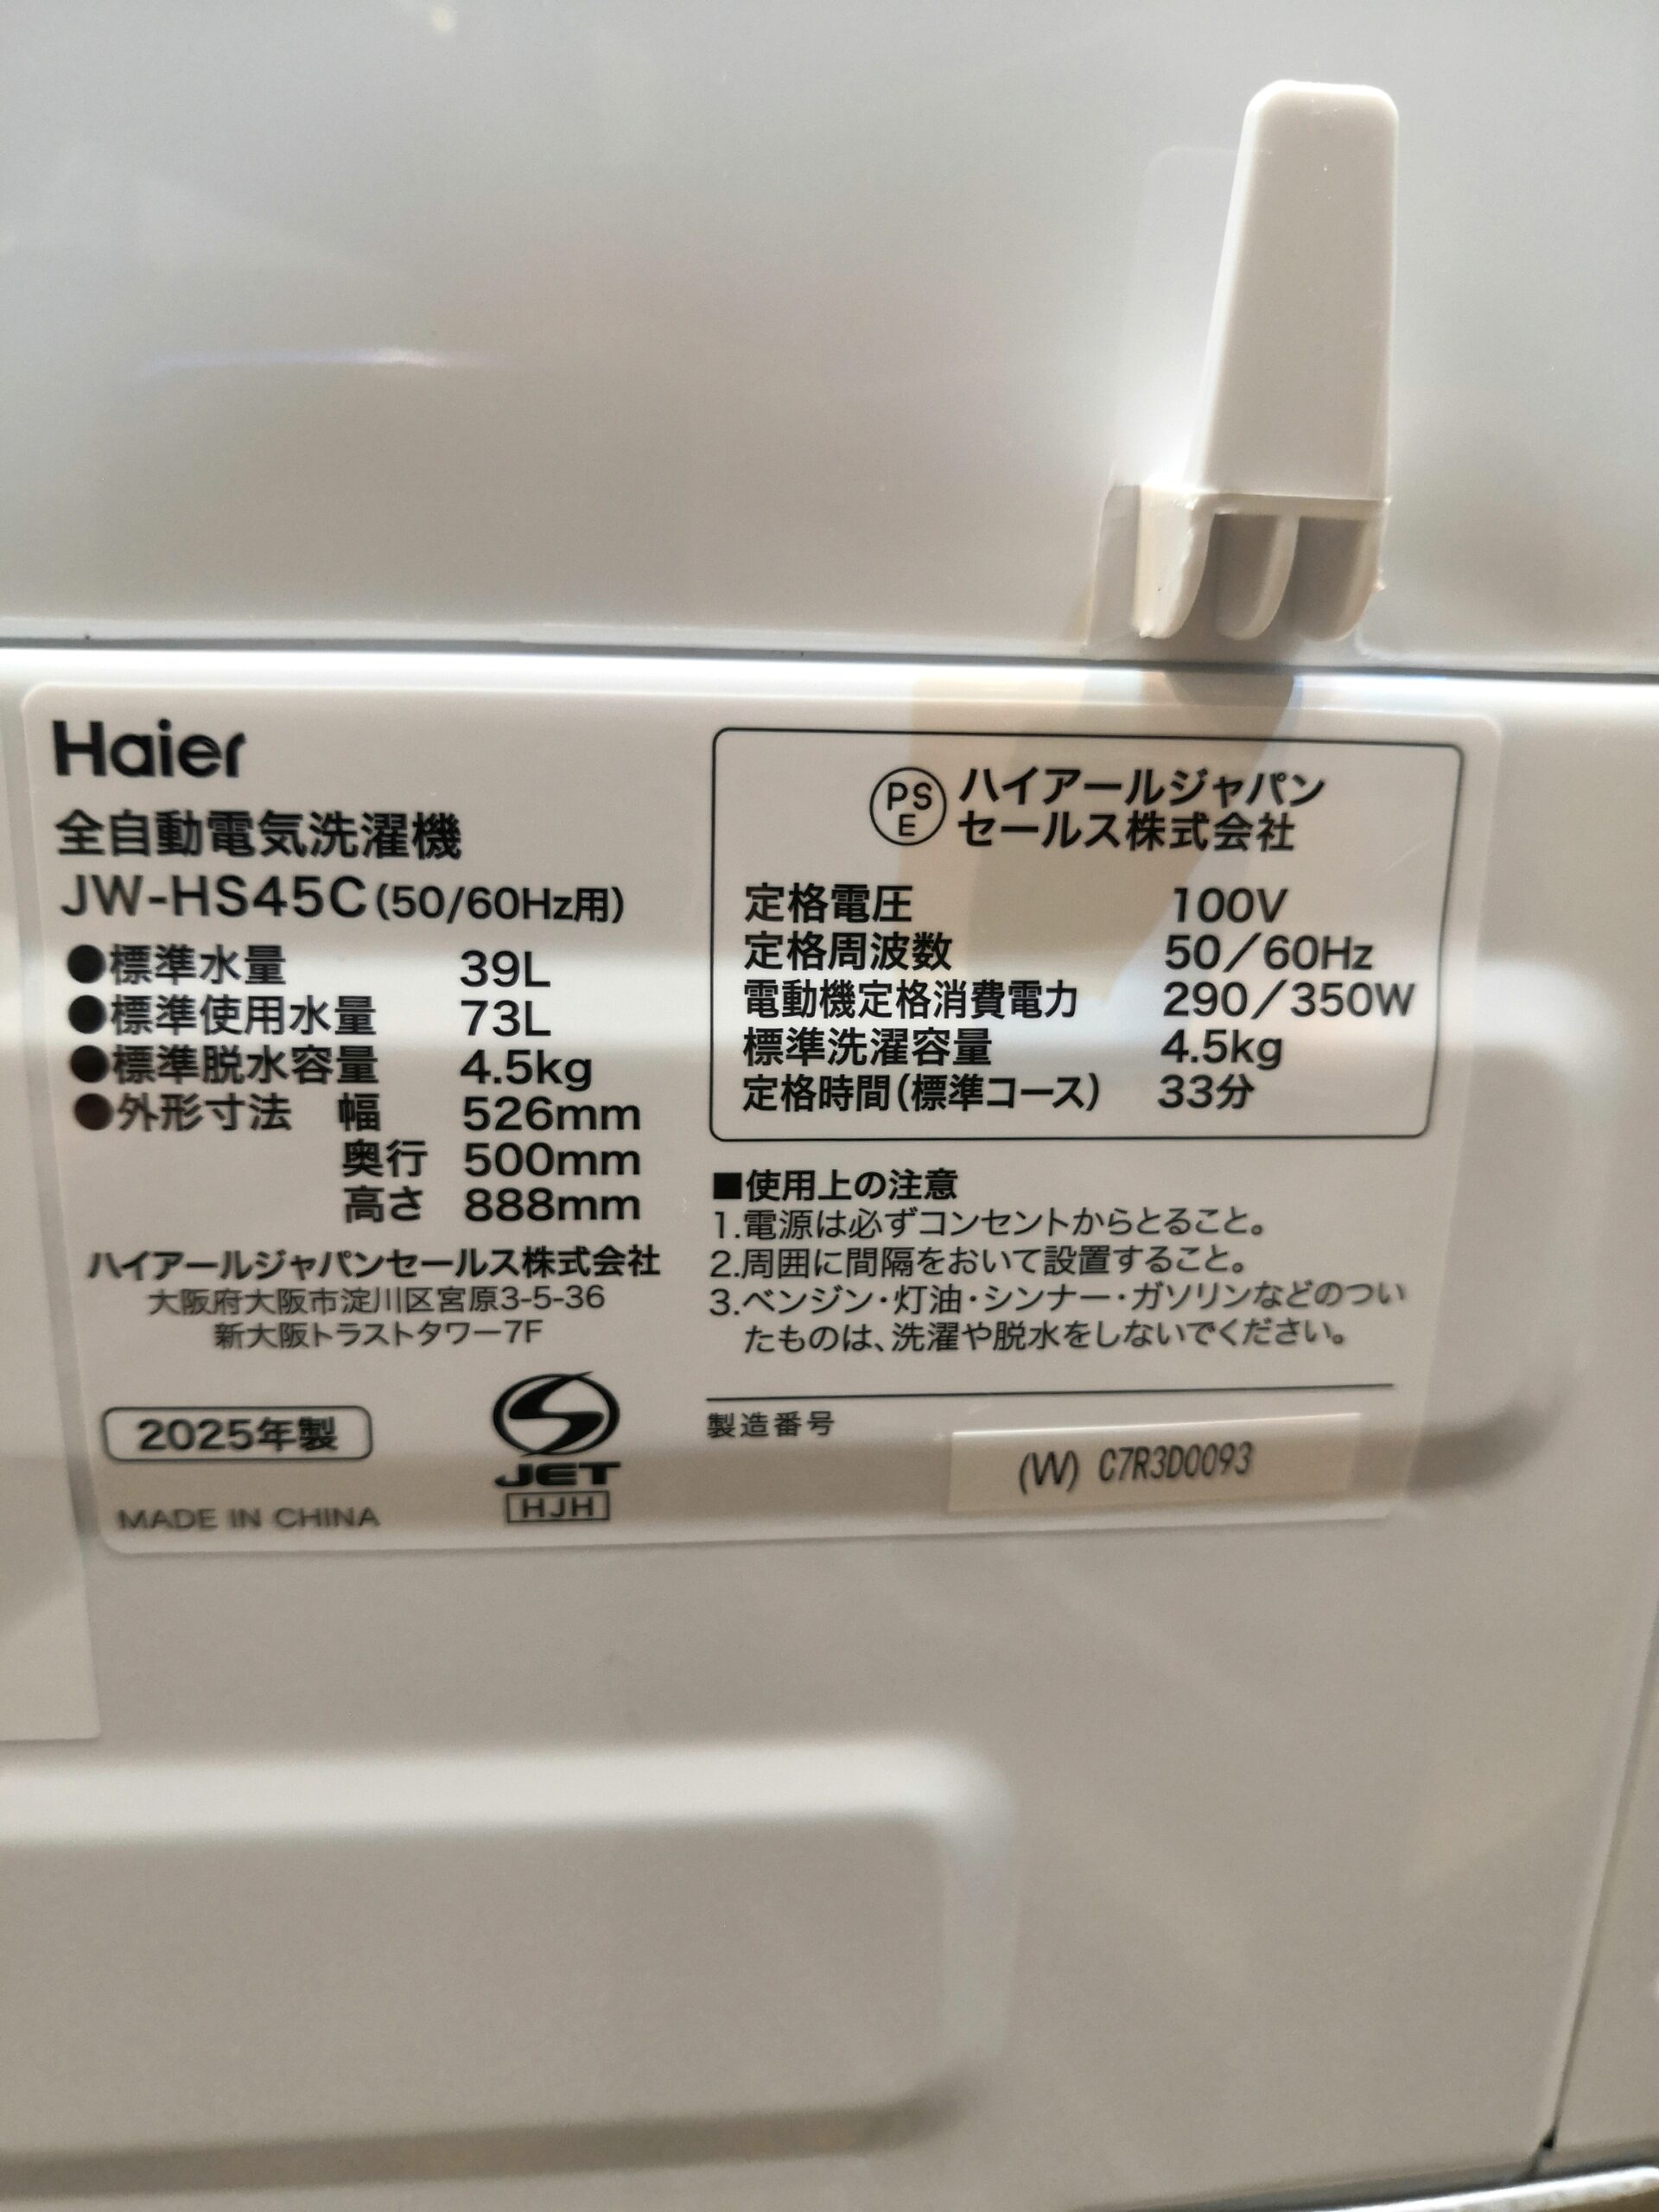 Haier
全自動電気洗濯機
JW-HS45C(50/60Hz用)
●標準水量 39L
●標準使用水量 73L
●標準脱水容量 4.5kg
●外形寸法 幅 526mm
奥行 500mm
高さ 888mm
ハイアールジャパンセールス株式会社
大阪府大阪市淀川区宮原3-5-36
新大阪トラストタワー7F
2025年製
MADE IN CHINA
JET
HJH
PS
E
ハイアールジャパン
セールス株式会社
定格電圧 100V
定格周波数 50/60Hz
電動機定格消費電力 290/350W
標準洗濯容量 4.5kg
定格時間(標準コース) 33分
■使用上の注意
1.電源は必ずコンセントからとること。
2.周囲に間隔をおいて設置すること。
3.ベンジン・灯油・シンナー・ガソリンなどのつい
たものは、洗濯や脱水をしないでください。
製造番号
(W) C7R3D0093